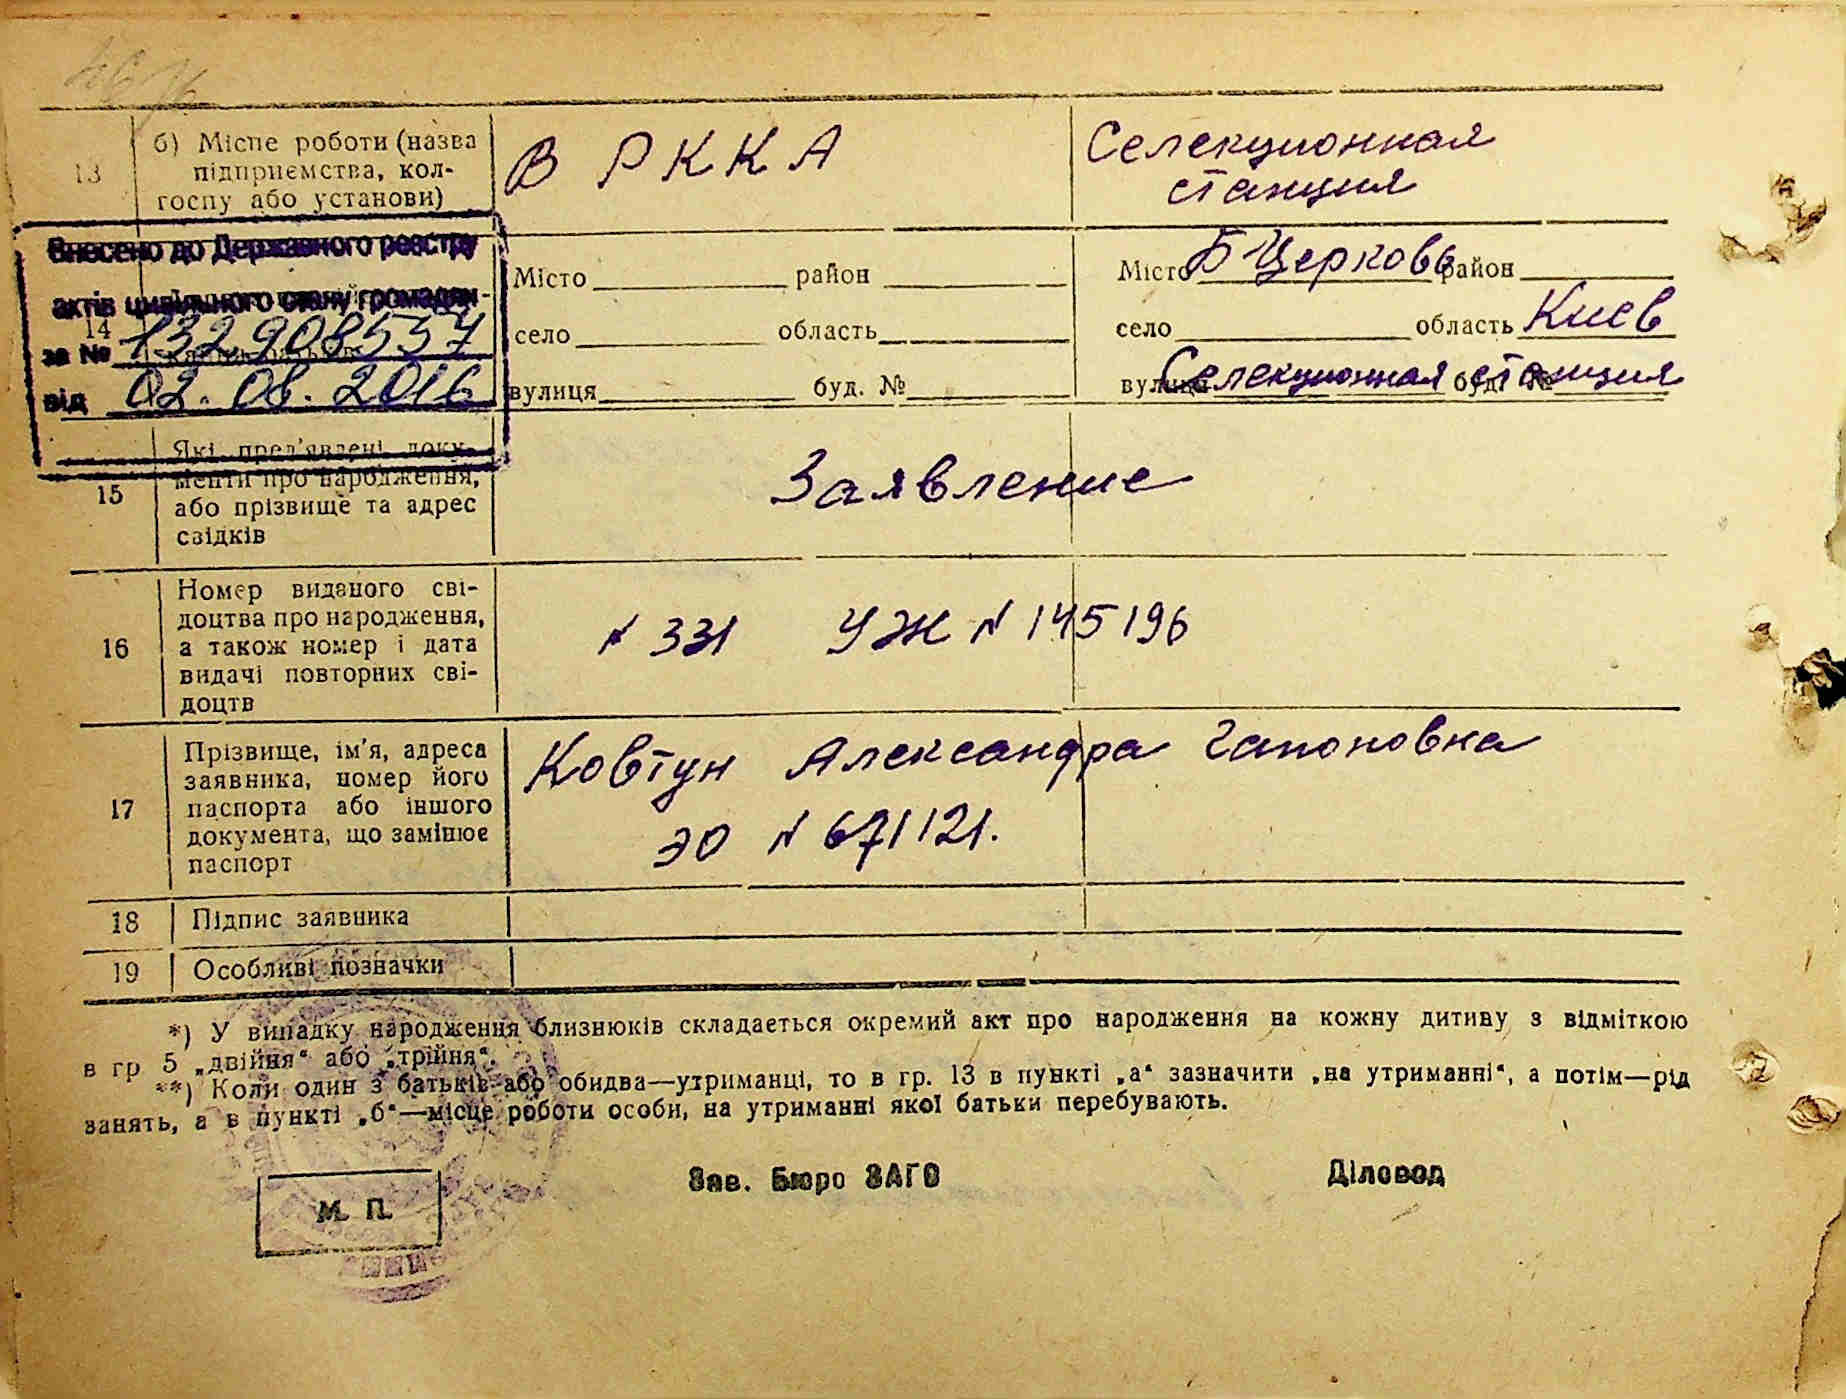 13
б) Місце роботи (назва
підприємства, кол-
госпу або установи)
В РККА
Селекционная
станция
Внесено до Державного реєстру
актів цивільного стану громадян
за № 132908557
від 02.08.2016
14
Місто район
село область
вулиця буд. №
Місто Б Церковь район
село область Киев
вулиця Селекционная станция буд. №
15
Які пред'явлені доку-
менти про народження,
або прізвище та адрес
свідків
Заявление
16
Номер виданого сві-
доцтва про народження,
а також номер і дата
видачі повторних сві-
доцтв
№ 331 УЖ № 145196
17
Прізвище, ім'я, адреса
заявника, номер його
паспорта або іншого
документа, що замінює
паспорт
Ковтун Александра Гапоновна
ЭО № 671121.
18 Підпис заявника
19 Особливі позначки
*) У випадку народження близнюків складається окремий акт про народження на кожну дитину з відміткою
в гр 5 „двійня“ або „трійня“.
**) Коли один з батьків або обидва—утриманці, то в гр. 13 в пункті „а“ зазначити „на утриманні“, а потім—рід
занять, а в пункті „б“—місце роботи особи, на утриманні якої батьки перебувають.
М. П.
Зав. Бюро ЗАГС
Діловод